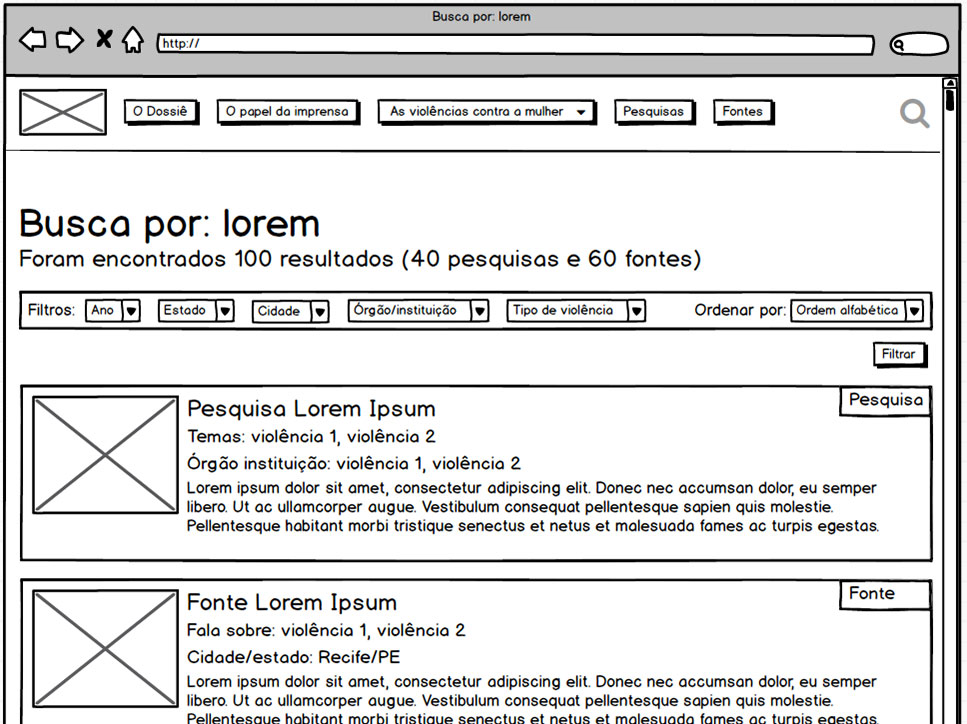 Busca por: lorem
http://
O Dossiê O papel da imprensa As violências contra a mulher Pesquisas Fontes
Busca por: lorem
Foram encontrados 100 resultados (40 pesquisas e 60 fontes)
Filtros: Ano Estado Cidade Órgão/instituição Tipo de violência Ordenar por: Ordem alfabética
Filtrar
Pesquisa
Pesquisa Lorem Ipsum
Temas: violência 1, violência 2
Órgão instituição: violência 1, violência 2
Lorem ipsum dolor sit amet, consectetur adipiscing elit. Donec nec accumsan dolor, eu semper
libero. Ut ac ullamcorper augue. Vestibulum consequat pellentesque sapien quis molestie.
Pellentesque habitant morbi tristique senectus et netus et malesuada fames ac turpis egestas.
Fonte
Fonte Lorem Ipsum
Fala sobre: violência 1, violência 2
Cidade/estado: Recife/PE
Lorem ipsum dolor sit amet, consectetur adipiscing elit. Donec nec accumsan dolor, eu semper
libero. Ut ac ullamcorper augue. Vestibulum consequat pellentesque sapien quis molestie.
Pellentesque habitant morbi tristique senectus et netus et malesuada fames ac turpis egestas.